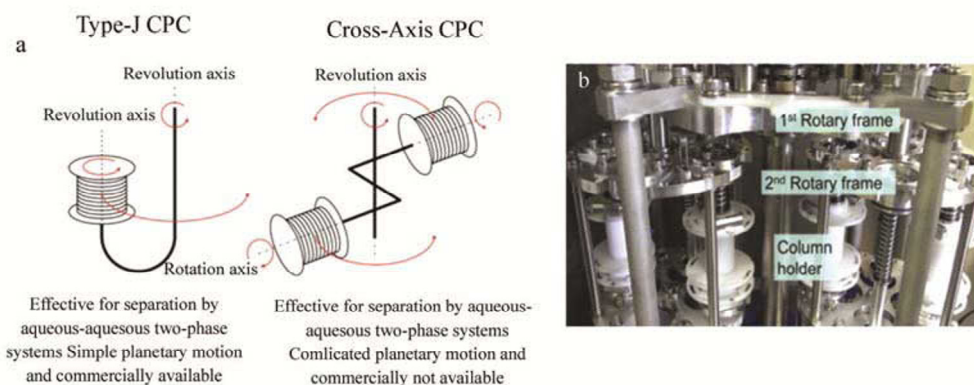 a
Type-J CPC
Revolution axis
Revolution axis
Effective for separation by
aqueous-aquesous two-phase
systems Simple planetary motion
and commercially available
Cross-Axis CPC
Revolution axis
Rotation axis
Effective for separation by aqueous-
aquesous two-phase systems
Comlicated planetary motion and
commercially not available
b
1st Rotary frame
2nd Rotary frame
Column
holder